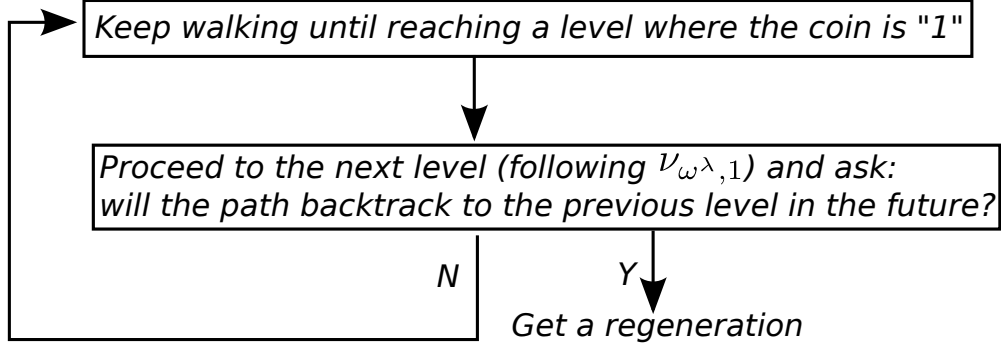 Keep walking until reaching a level where the coin is "1"
Proceed to the next level (following ν_{ω^λ,1}) and ask:
will the path backtrack to the previous level in the future?
N
Y
Get a regeneration